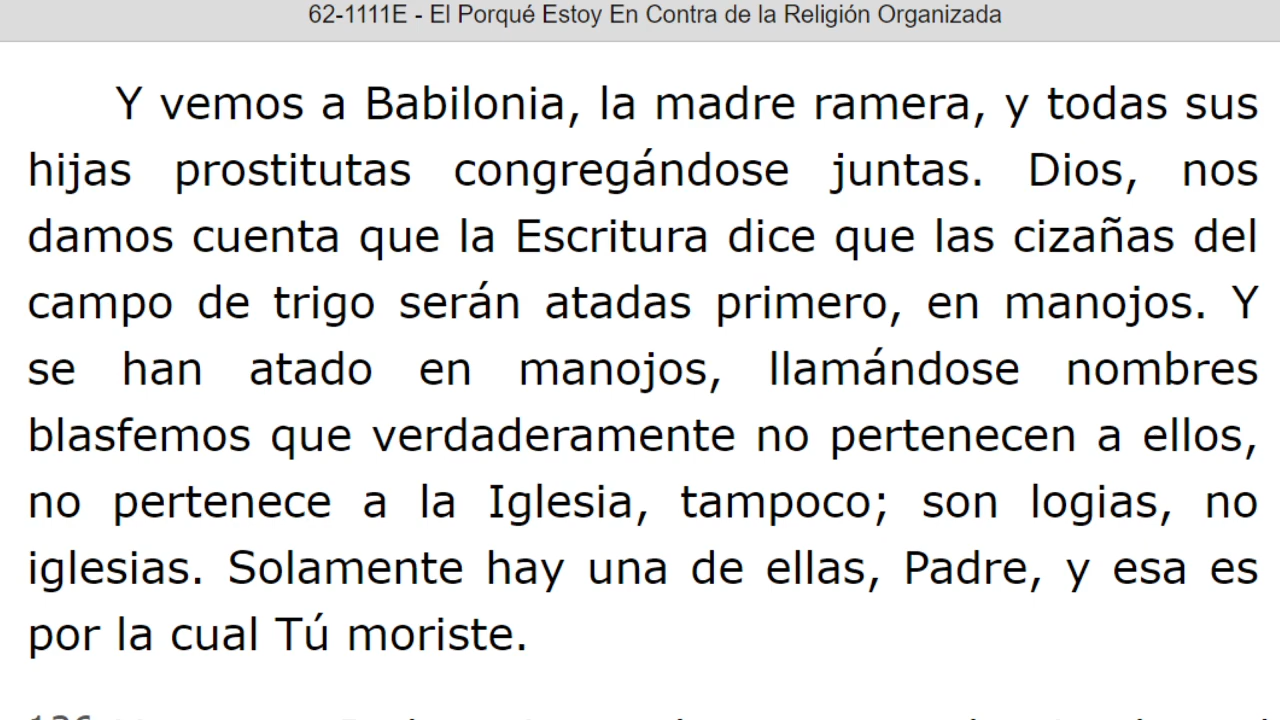 62-1111E - El Porqué Estoy En Contra de la Religión Organizada
Y vemos a Babilonia, la madre ramera, y todas sus
hijas prostitutas congregándose juntas. Dios, nos
damos cuenta que la Escritura dice que las cizañas del
campo de trigo serán atadas primero, en manojos. Y
se han atado en manojos, llamándose nombres
blasfemos que verdaderamente no pertenecen a ellos,
no pertenece a la Iglesia, tampoco; son logias, no
iglesias. Solamente hay una de ellas, Padre, y esa es
por la cual Tú moriste.